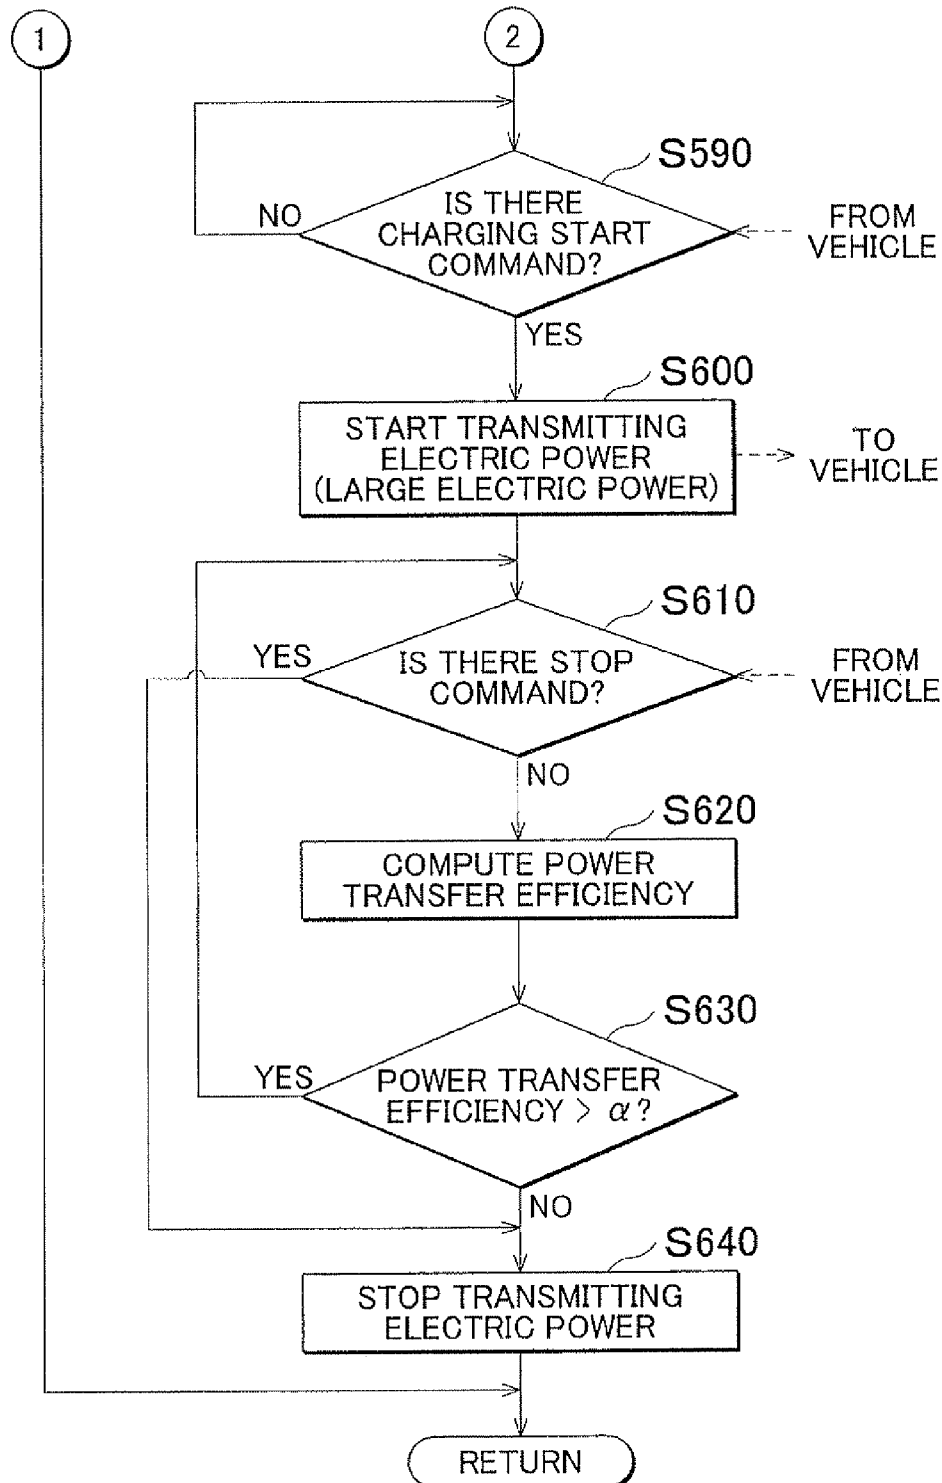 1
2
S590
IS THERE
CHARGING START
COMMAND?
NO
FROM
VEHICLE
YES
S600
START TRANSMITTING
ELECTRIC POWER
(LARGE ELECTRIC POWER)
TO
VEHICLE
S610
YES
IS THERE STOP
COMMAND?
FROM
VEHICLE
NO
S620
COMPUTE POWER
TRANSFER EFFICIENCY
S630
YES
POWER TRANSFER
EFFICIENCY > α?
NO
S640
STOP TRANSMITTING
ELECTRIC POWER
RETURN